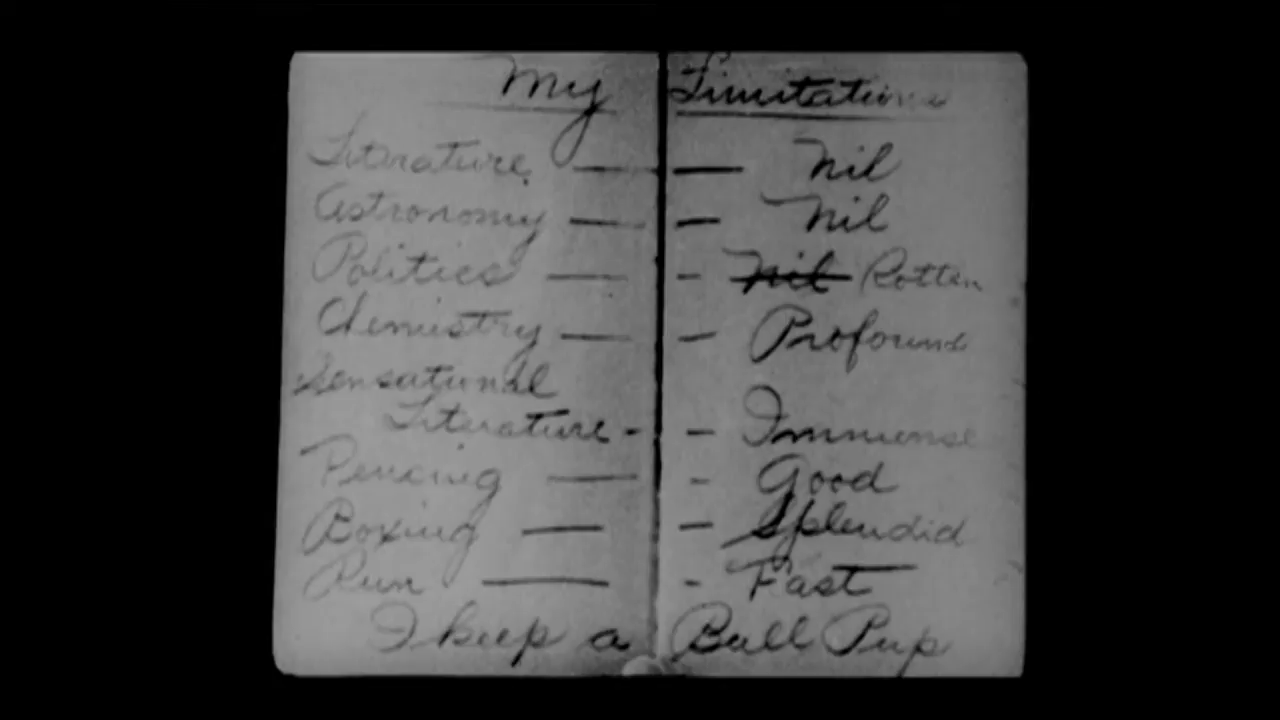 My Limitations
Literature — — Nil
Astronomy — — Nil
Politics — - Nil Rotten
Chemistry — — Profound
Sensational
Literature - — Immense
Fencing — - Good
Boxing — — Splendid
Run — - Fast
I keep a Bull Pup